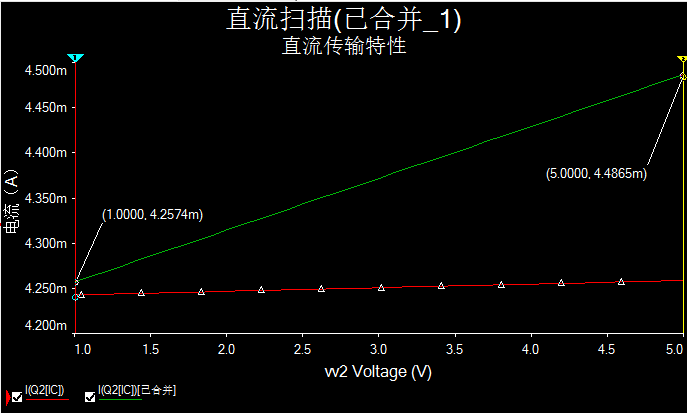 直流扫描(已合并_1)
直流传输特性
1
2
4.500m
4.450m
4.400m
4.350m
4.300m
4.250m
4.200m
电流（A）
(5.0000, 4.4865m)
(1.0000, 4.2574m)
1.0 1.5 2.0 2.5 3.0 3.5 4.0 4.5 5.0
vv2 Voltage (V)
I(Q2[IC]) I(Q2[IC])[已合并]